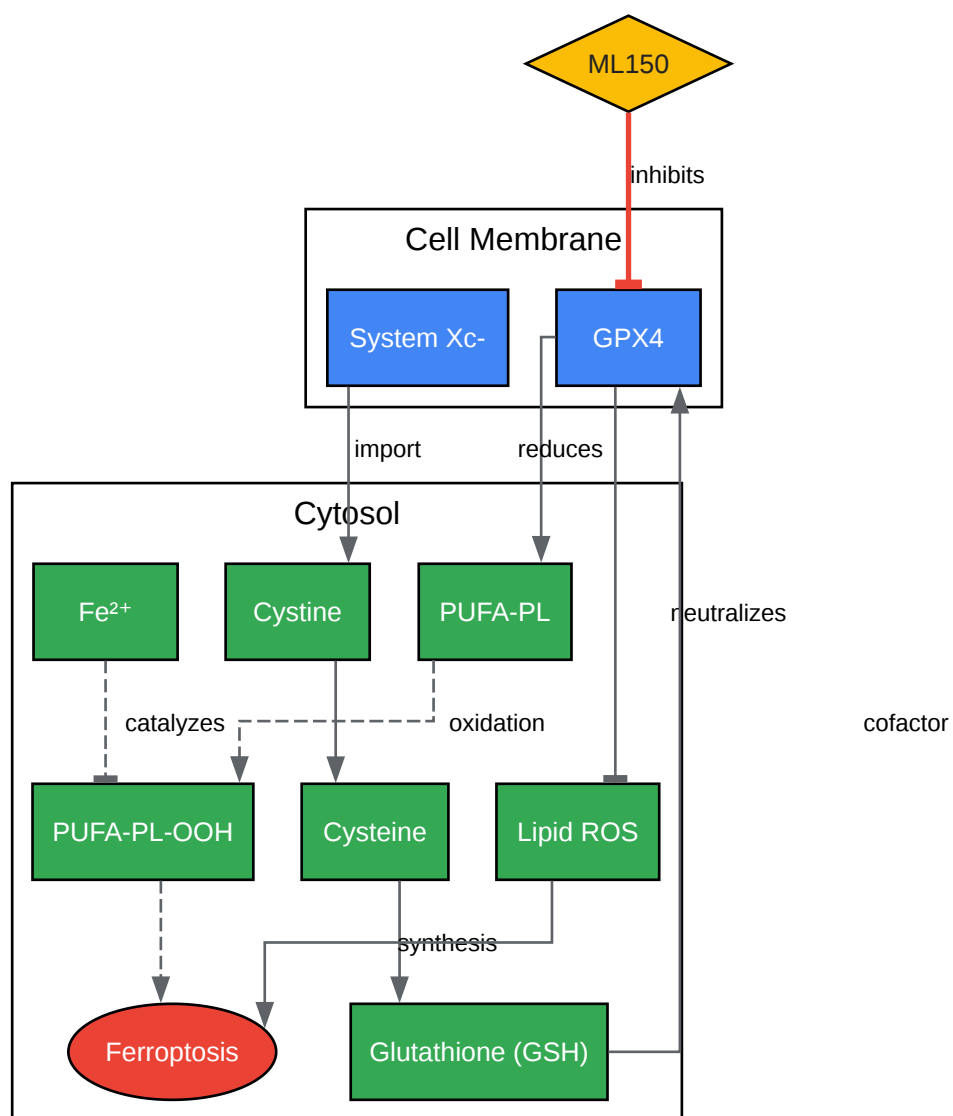 ML150
inhibits
Cell Membrane
System Xc-
GPX4
import
reduces
Cytosol
Fe²⁺
Cystine
PUFA-PL
neutralizes
catalyzes
oxidation
cofactor
PUFA-PL-OOH
Cysteine
Lipid ROS
synthesis
Ferroptosis
Glutathione (GSH)